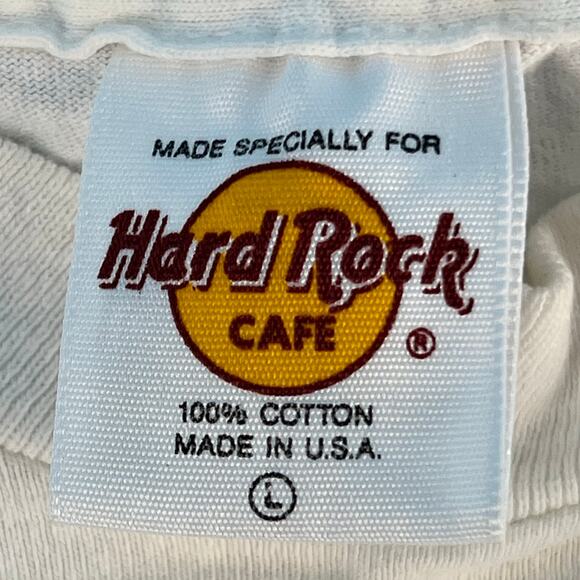 MADE SPECIALLY FOR
Hard Rock
CAFE
®
100% COTTON
MADE IN U.S.A.
L